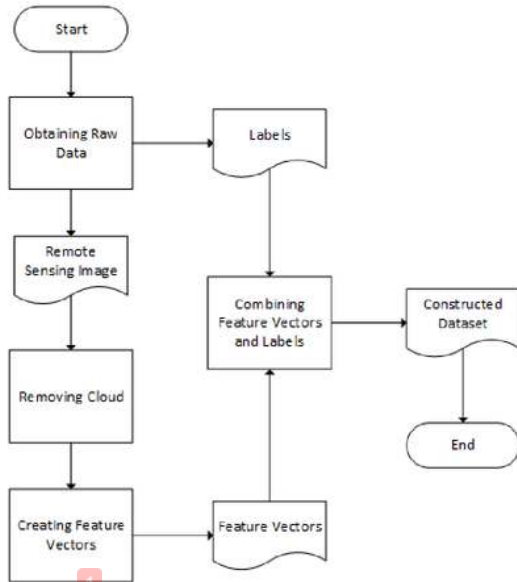 Start
Obtaining Raw
Data
Labels
Remote
Sensing Image
Combining
Feature Vectors
and Labels
Constructed
Dataset
Removing Cloud
End
Creating Feature
Vectors
Feature Vectors